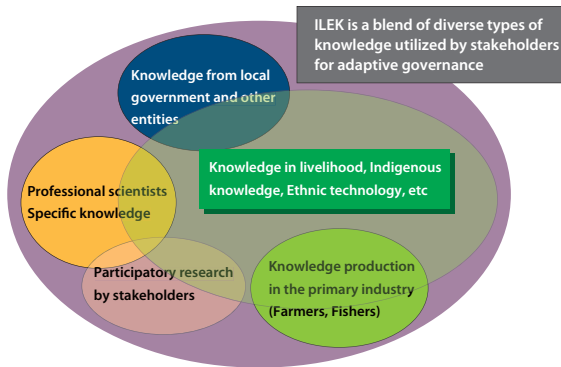 ILEK is a blend of diverse types of
knowledge utilized by stakeholders
for adaptive governance
Knowledge from local
government and other
entities
Knowledge in livelihood, Indigenous
knowledge, Ethnic technology, etc
Professional scientists
Specific knowledge
Participatory research
by stakeholders
Knowledge production
in the primary industry
(Farmers, Fishers)